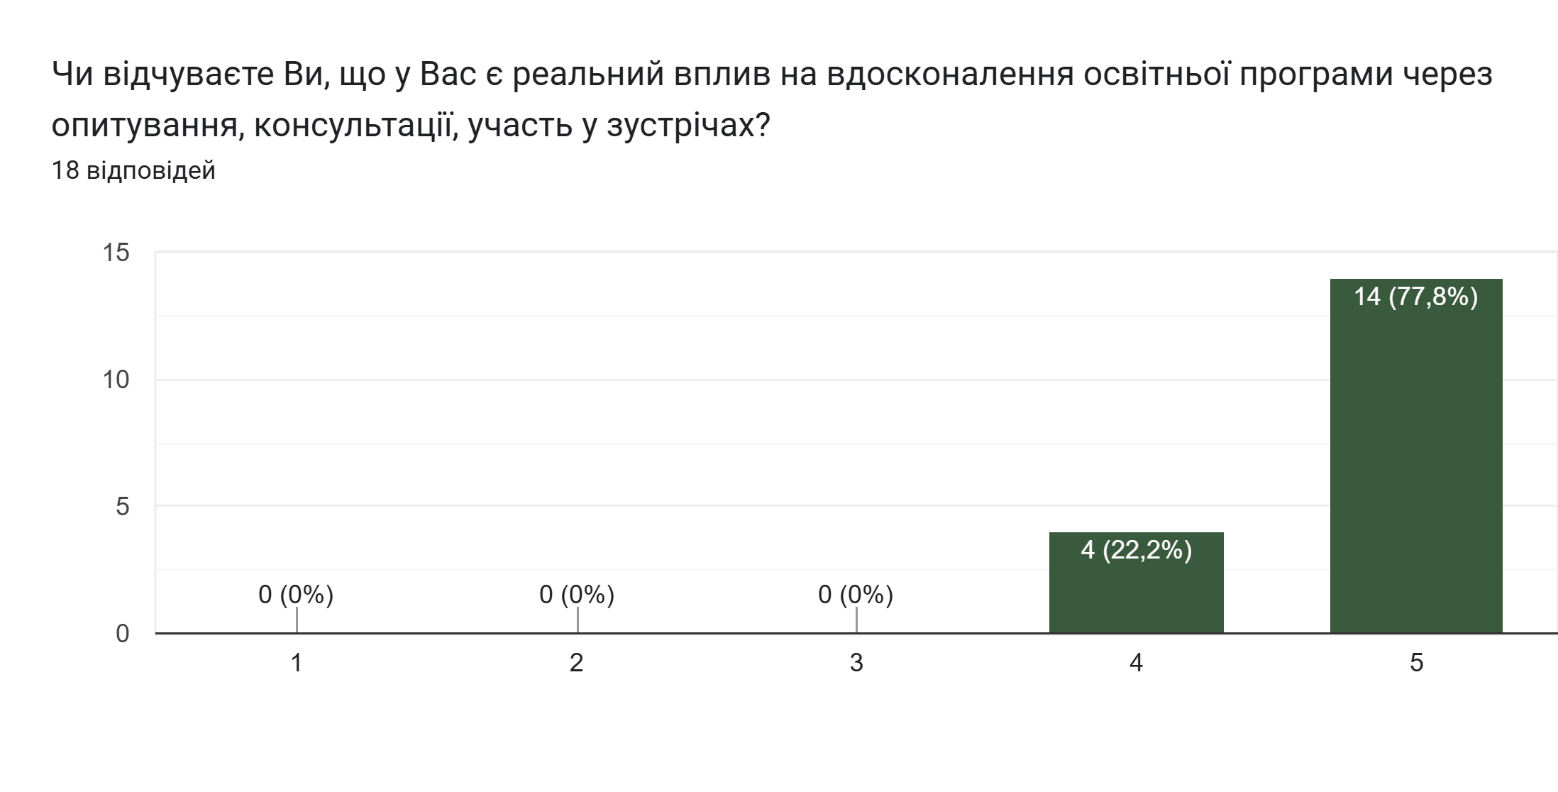 Чи відчуваєте Ви, що у Вас є реальний вплив на вдосконалення освітньої програми через
опитування, консультації, участь у зустрічах?
18 відповідей
15
14 (77,8%)
10
5
4 (22,2%)
0 (0%) 0 (0%) 0 (0%)
0
1 2 3 4 5